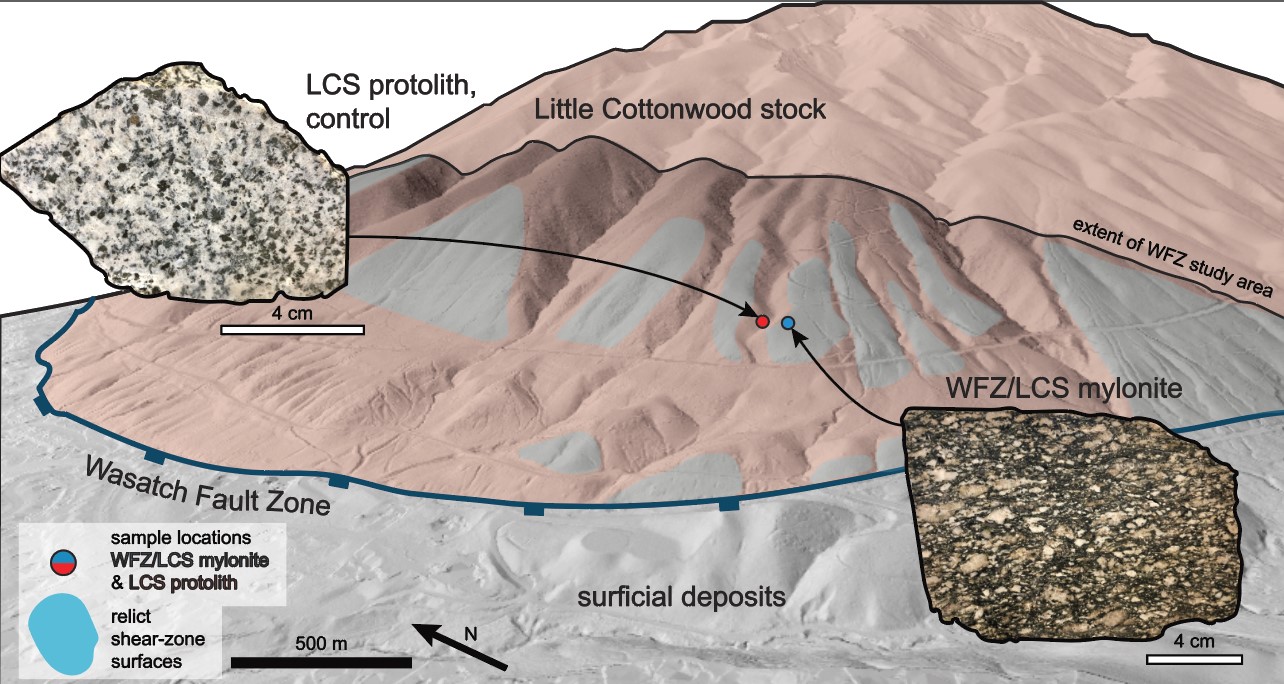 LCS protolith,
control
Little Cottonwood stock
extent of WFZ study area
4 cm
WFZ/LCS mylonite
Wasatch Fault Zone
sample locations
WFZ/LCS mylonite
& LCS protolith
relict
shear-zone
surfaces
surficial deposits
500 m
N
4 cm